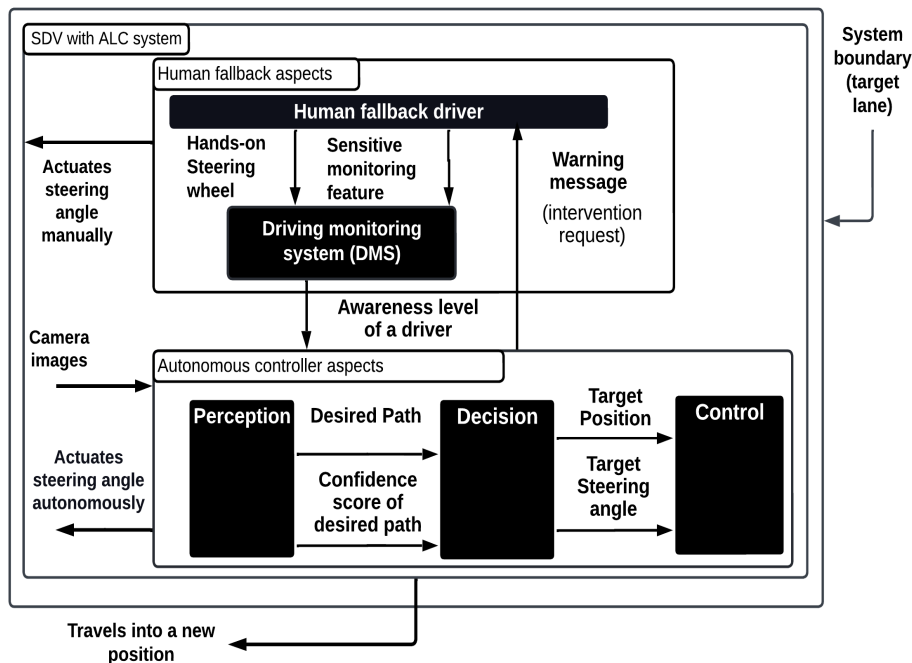 SDV with ALC system
System
boundary
(target
lane)
Human fallback aspects
Human fallback driver
Hands-on
Steering
wheel
Sensitive
monitoring
feature
Warning
message
(intervention
request)
Actuates
steering
angle
manually
Driving monitoring
system (DMS)
Awareness level
of a driver
Camera
images
Autonomous controller aspects
Perception
Desired Path
Confidence
score of
desired path
Decision
Target
Position
Target
Steering
angle
Control
Actuates
steering angle
autonomously
Travels into a new
position